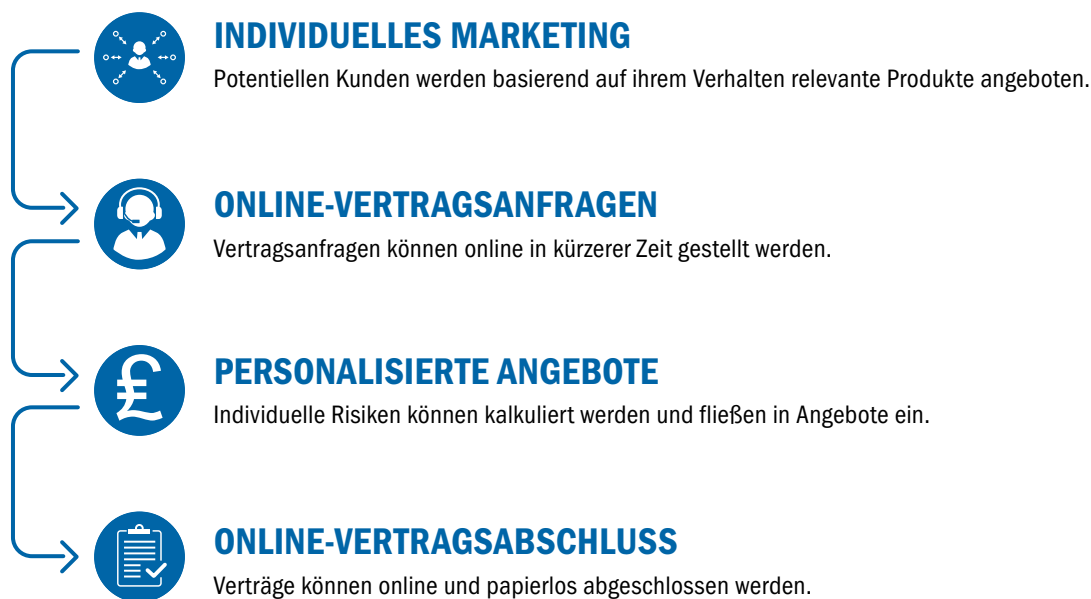 INDIVIDUELLES MARKETING
Potentiellen Kunden werden basierend auf ihrem Verhalten relevante Produkte angeboten.
ONLINE-VERTRAGSANFRAGEN
Vertragsanfragen können online in kürzerer Zeit gestellt werden.
£
PERSONALISIERTE ANGEBOTE
Individuelle Risiken können kalkuliert werden und fließen in Angebote ein.
ONLINE-VERTRAGSABSCHLUSS
Verträge können online und papierlos abgeschlossen werden.